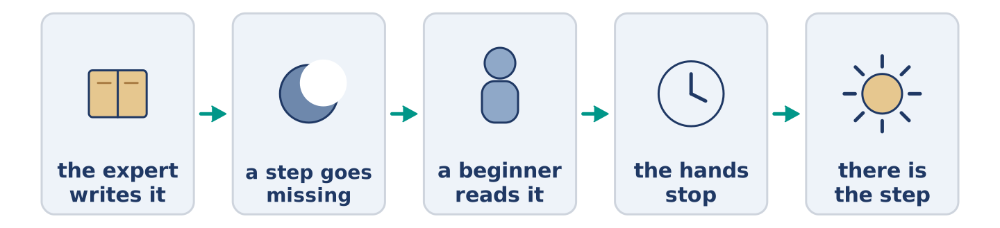 the expert
writes it
a step goes
missing
a beginner
reads it
the hands
stop
there is
the step